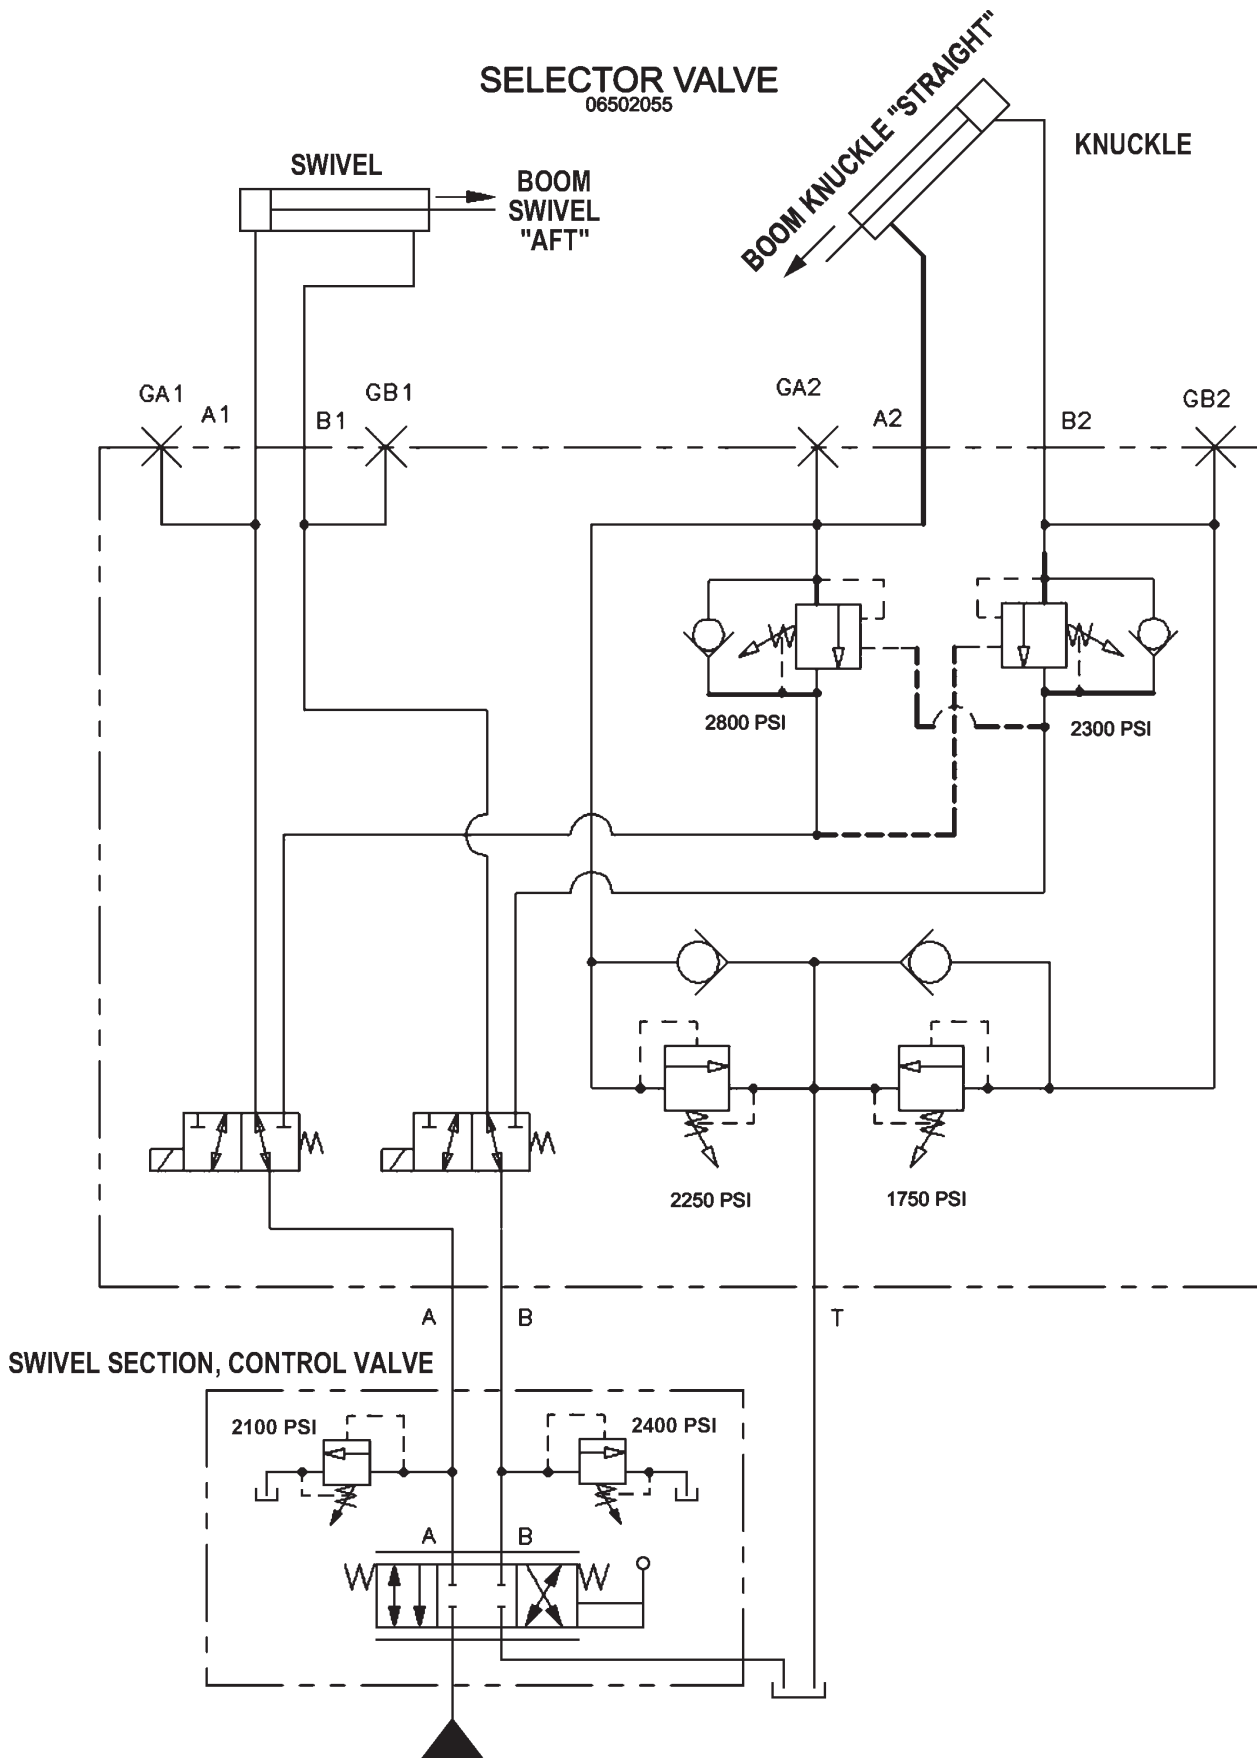 SELECTOR VALVE
06502055
BOOM KNUCKLE "STRAIGHT"
KNUCKLE
SWIVEL
BOOM
SWIVEL
"AFT"
GA1
A1
B1
GB1
GA2
A2
B2
GB2
2800 PSI
2300 PSI
2250 PSI
1750 PSI
A
B
T
SWIVEL SECTION, CONTROL VALVE
2100 PSI
2400 PSI
A
B